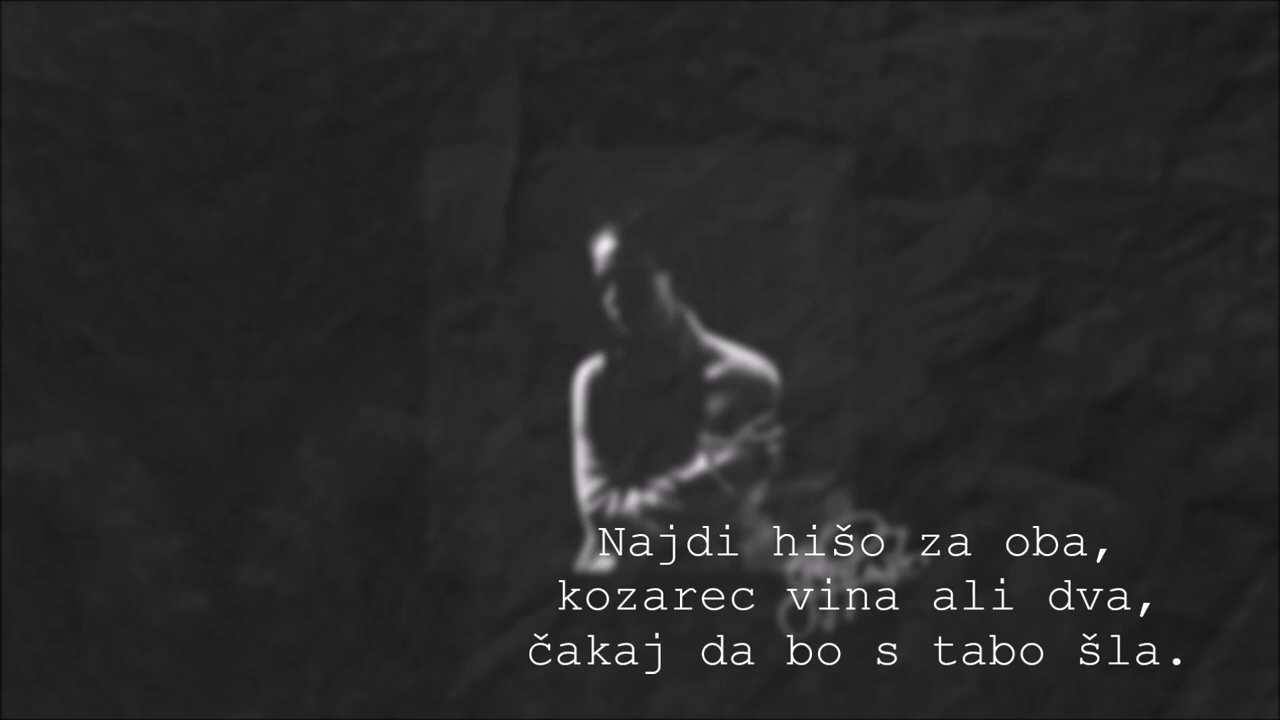 Najdi hišo za oba,
kozarec vina ali dva,
čakaj da bo s tabo šla.